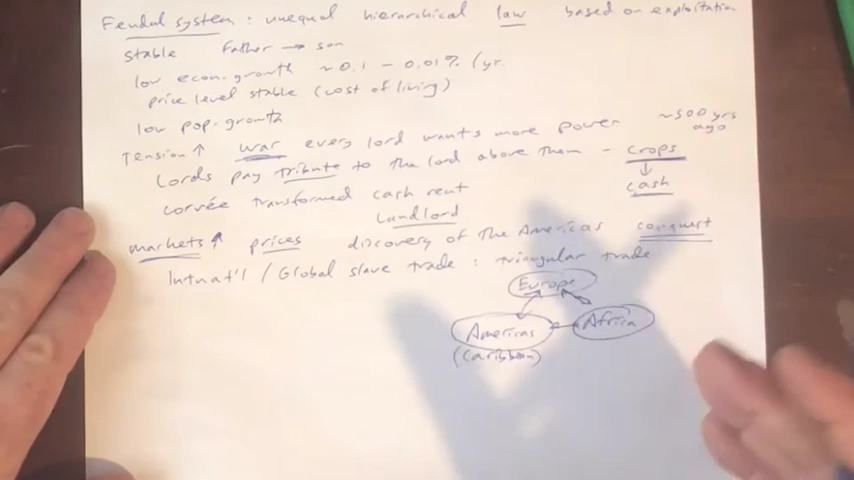 Feudal system : unequal hierarchical law based on exploitation
stable father → son
low econ. growth ~0.1 - 0.01% (yr.
price level stable (cost of living)
low pop. growth
Tension ↑ war every lord wants more power ~500 yrs ago
Lords pay tribute to the lord above them - crops
↓
corvée transformed cash rent cash
Landlord
markets ↑ prices discovery of the Americas conquest
Intnat'l / Global slave trade : triangular trade
Europe
Americas Africa
(Caribbean)